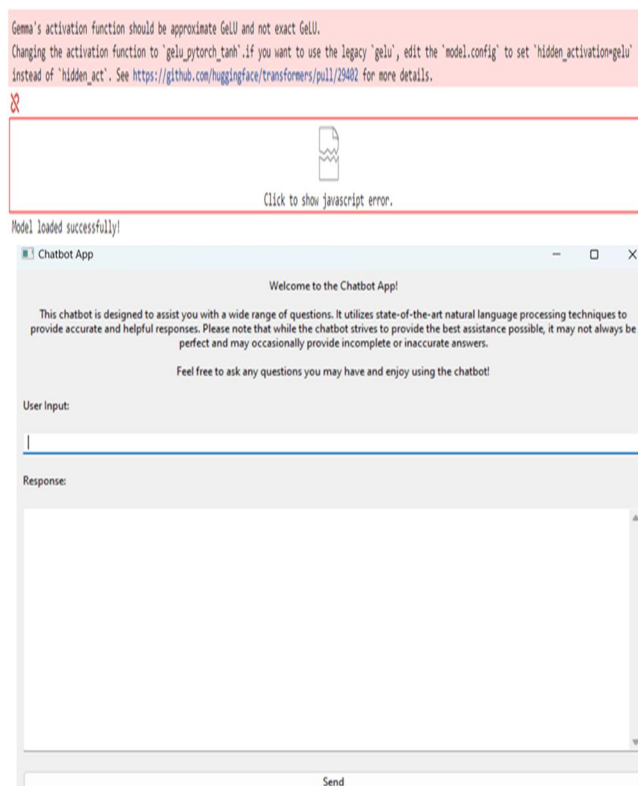 Gemma's activation function should be approximate GeLU and not exact GeLU.
Changing the activation function to `gelu_pytorch_tanh`.if you want to use the legacy `gelu`, edit the `model.config` to set `hidden_activation=gelu`
instead of `hidden_act`. See https://github.com/huggingface/transformers/pull/29402 for more details.
Click to show javascript error.
Model loaded successfully!
Chatbot App
Welcome to the Chatbot App!
This chatbot is designed to assist you with a wide range of questions. It utilizes state-of-the-art natural language processing techniques to
provide accurate and helpful responses. Please note that while the chatbot strives to provide the best assistance possible, it may not always be
perfect and may occasionally provide incomplete or inaccurate answers.
Feel free to ask any questions you may have and enjoy using the chatbot!
User Input:
Response:
Send